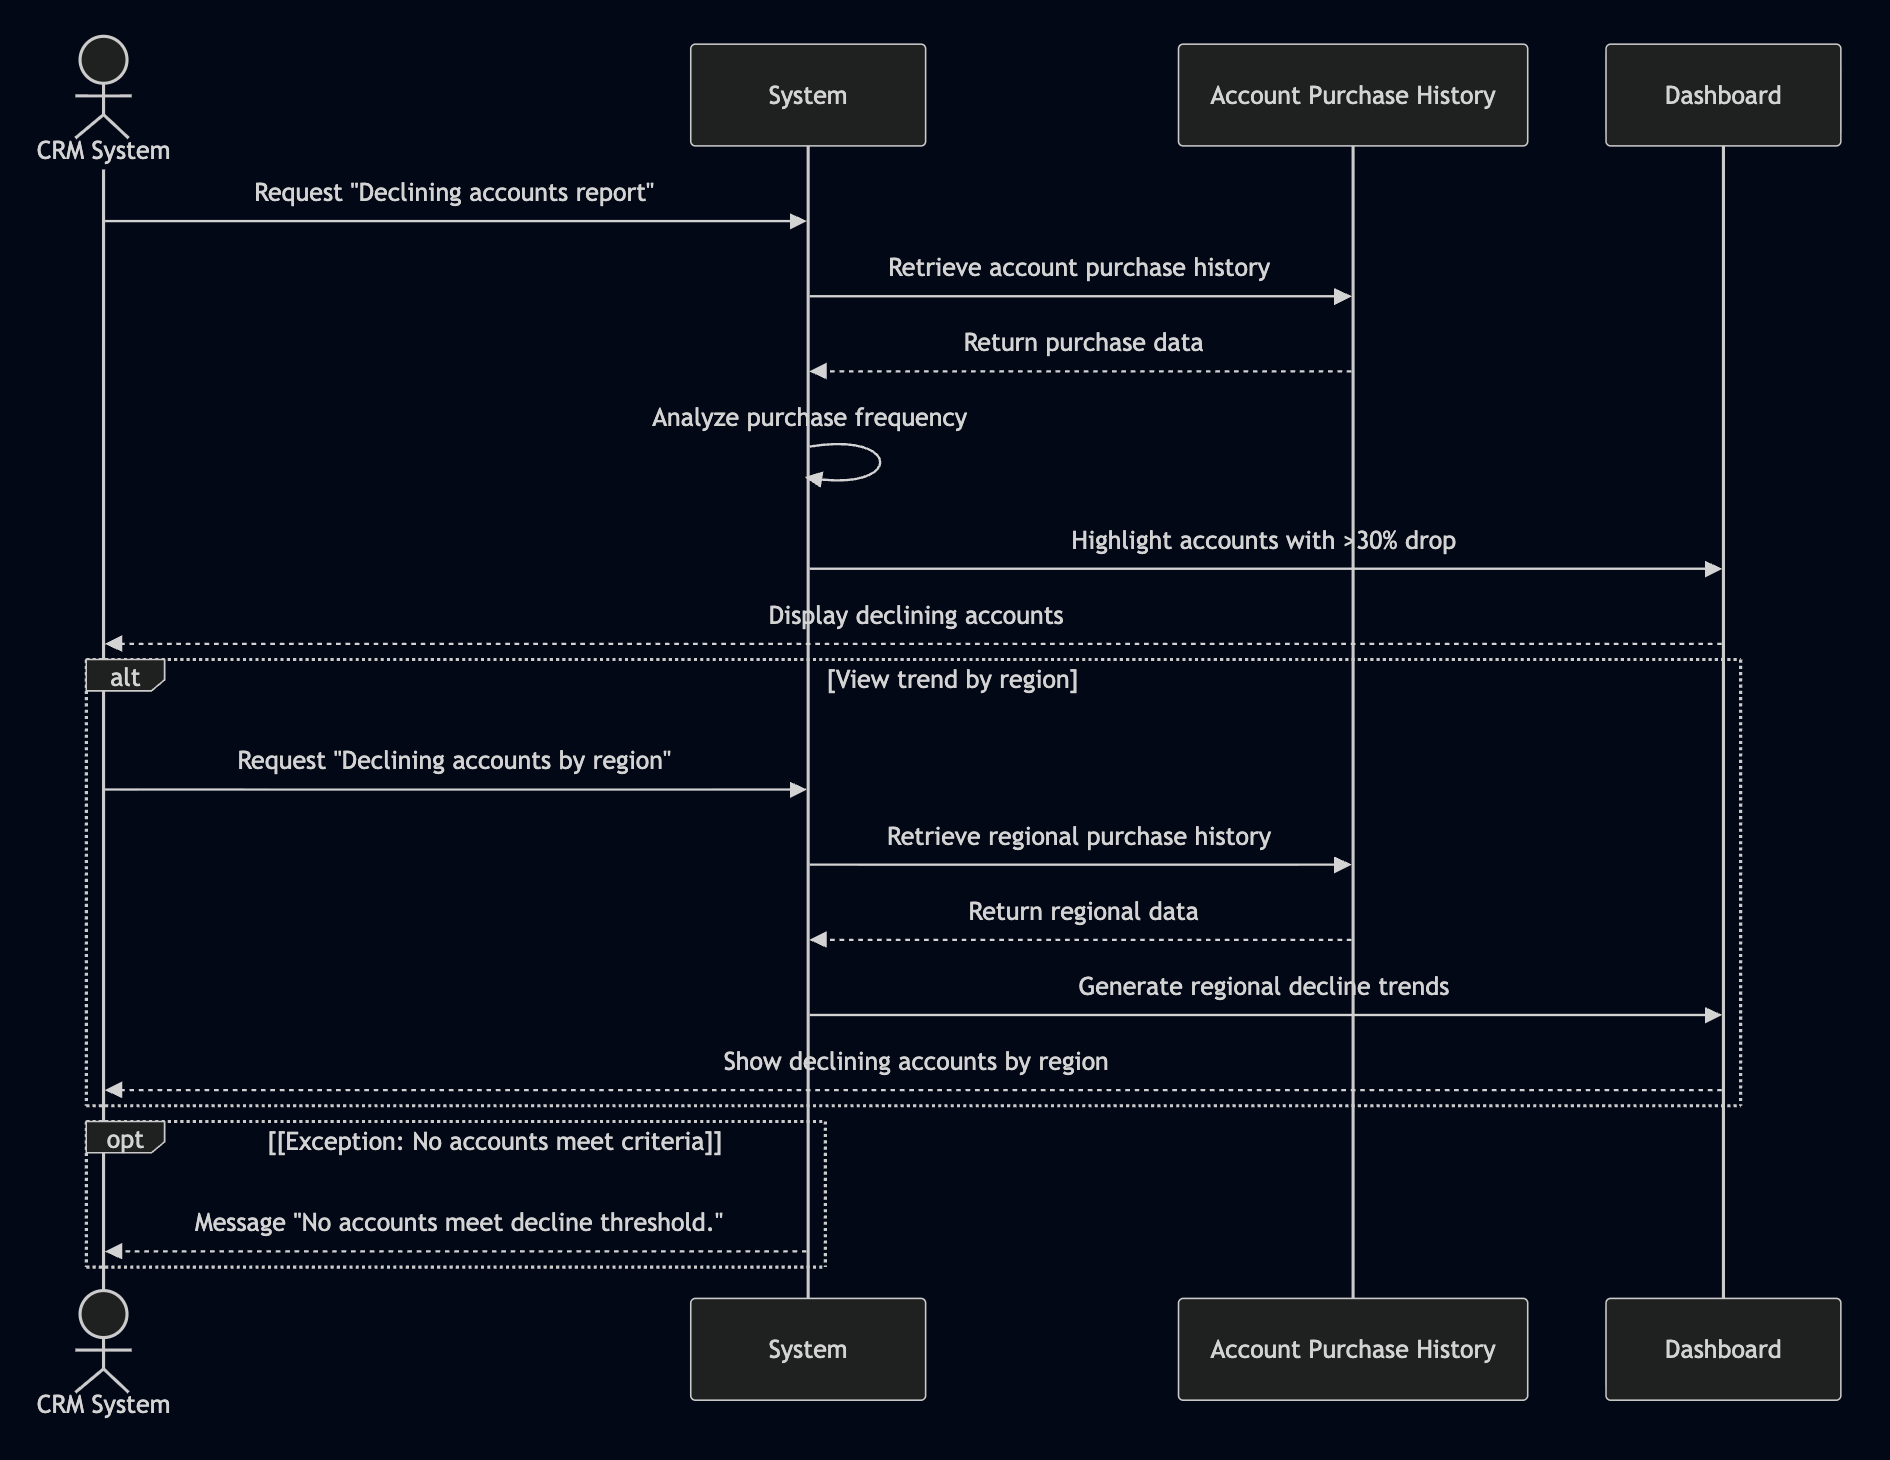 CRM System
System
Account Purchase History
Dashboard
Request "Declining accounts report"
Retrieve account purchase history
Return purchase data
Analyze purchase frequency
Highlight accounts with >30% drop
Display declining accounts
alt
[View trend by region]
Request "Declining accounts by region"
Retrieve regional purchase history
Return regional data
Generate regional decline trends
Show declining accounts by region
opt
[[Exception: No accounts meet criteria]]
Message "No accounts meet decline threshold."
CRM System
System
Account Purchase History
Dashboard